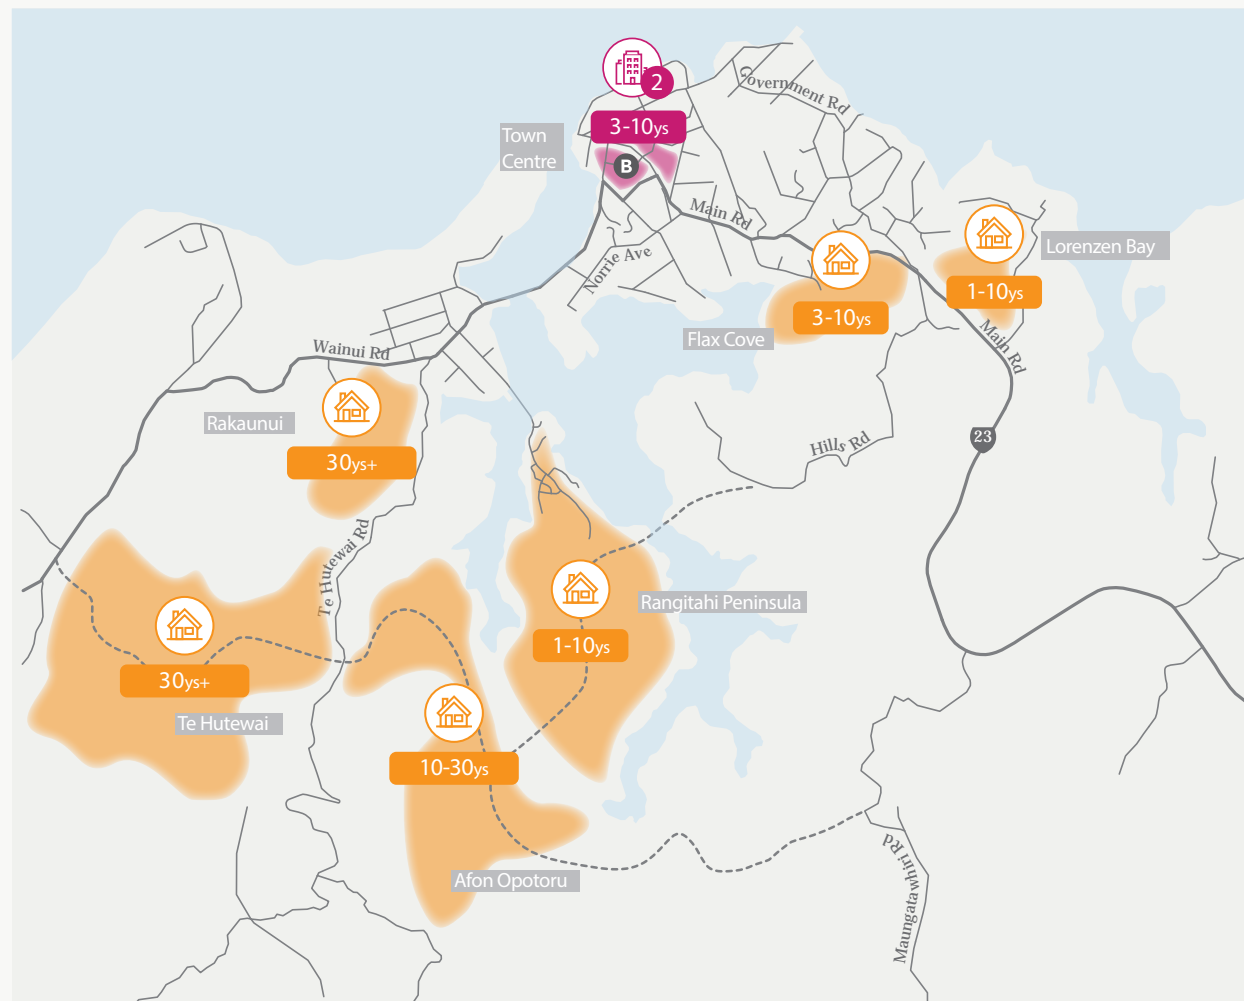 2
Government Rd
3-10ys
Town
Centre
B
Main Rd
Norrie Ave
Lorenzen Bay
1-10ys
3-10ys
Flax Cove
Main Rd
Wainui Rd
Rakaunui
30ys+
Hills Rd
23
Te Hutewai Rd
Rangitahi Peninsula
1-10ys
30ys+
Te Hutewai
10-30ys
Afon Opotoru
Maungatawhiri Rd